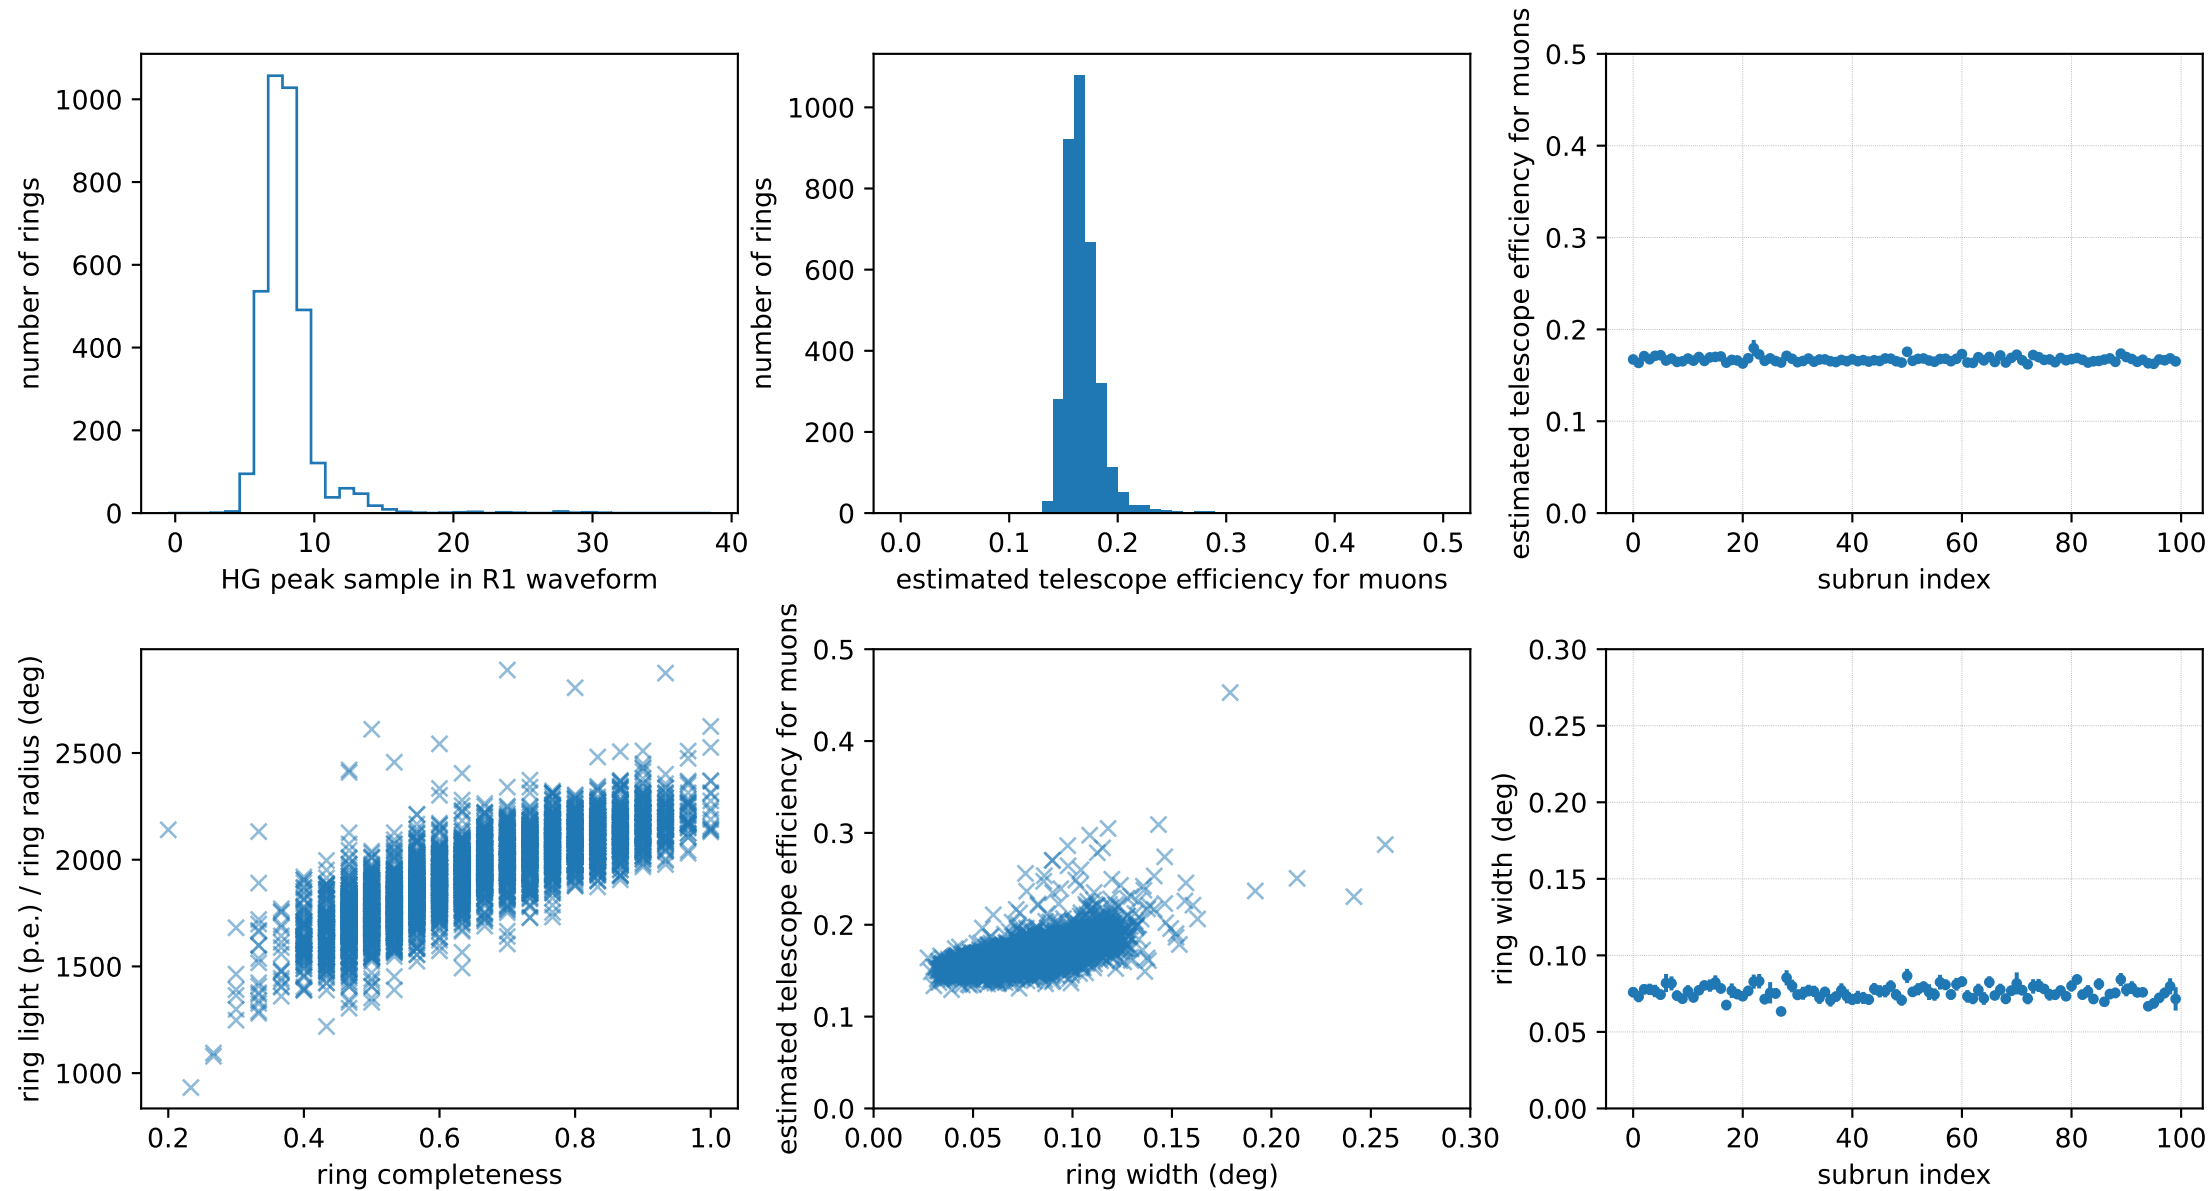 number of rings
1000
800
600
400
200
0
0 10 20 30 40
HG peak sample in R1 waveform
number of rings
1000
800
600
400
200
0
0.0 0.1 0.2 0.3 0.4 0.5
estimated telescope efficiency for muons
estimated telescope efficiency for muons
0.5
0.4
0.3
0.2
0.1
0.0
0 20 40 60 80 100
subrun index
ring light (p.e.) / ring radius (deg)
2500
2000
1500
1000
0.2 0.4 0.6 0.8 1.0
ring completeness
estimated telescope efficiency for muons
0.5
0.4
0.3
0.2
0.1
0.0
0.00 0.05 0.10 0.15 0.20 0.25 0.30
ring width (deg)
ring width (deg)
0.30
0.25
0.20
0.15
0.10
0.05
0.00
0 20 40 60 80 100
subrun index